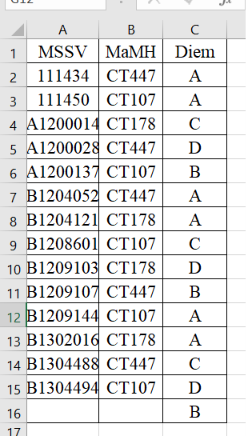 A B C
1 MSSV MaMH Diem
2 111434 CT447 A
3 111450 CT107 A
4 A1200014 CT178 C
5 A1200028 CT447 D
6 A1200137 CT107 B
7 B1204052 CT447 A
8 B1204121 CT178 A
9 B1208601 CT107 C
10 B1209103 CT178 D
11 B1209107 CT447 B
12 B1209144 CT107 A
13 B1302016 CT178 A
14 B1304488 CT447 C
15 B1304494 CT107 D
16 B
17